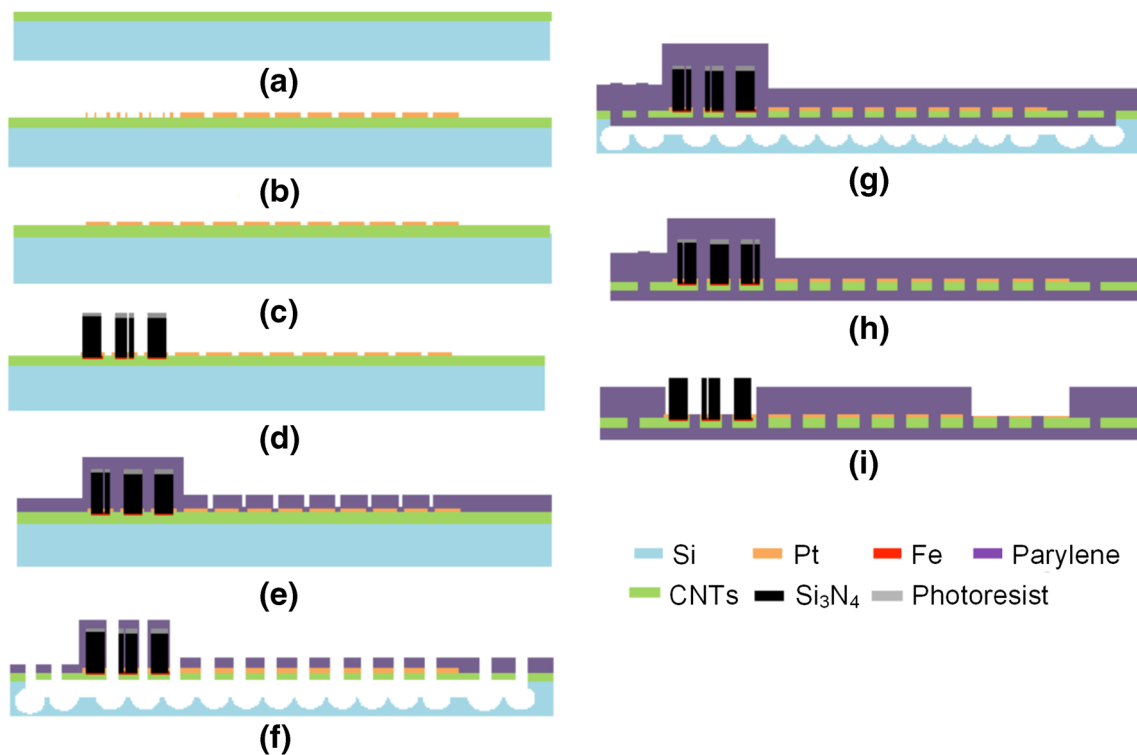 (a)
(b)
(c)
(d)
(e)
(f)
(g)
(h)
(i)
Si Pt Fe Parylene
CNTs Si₃N₄ Photoresist